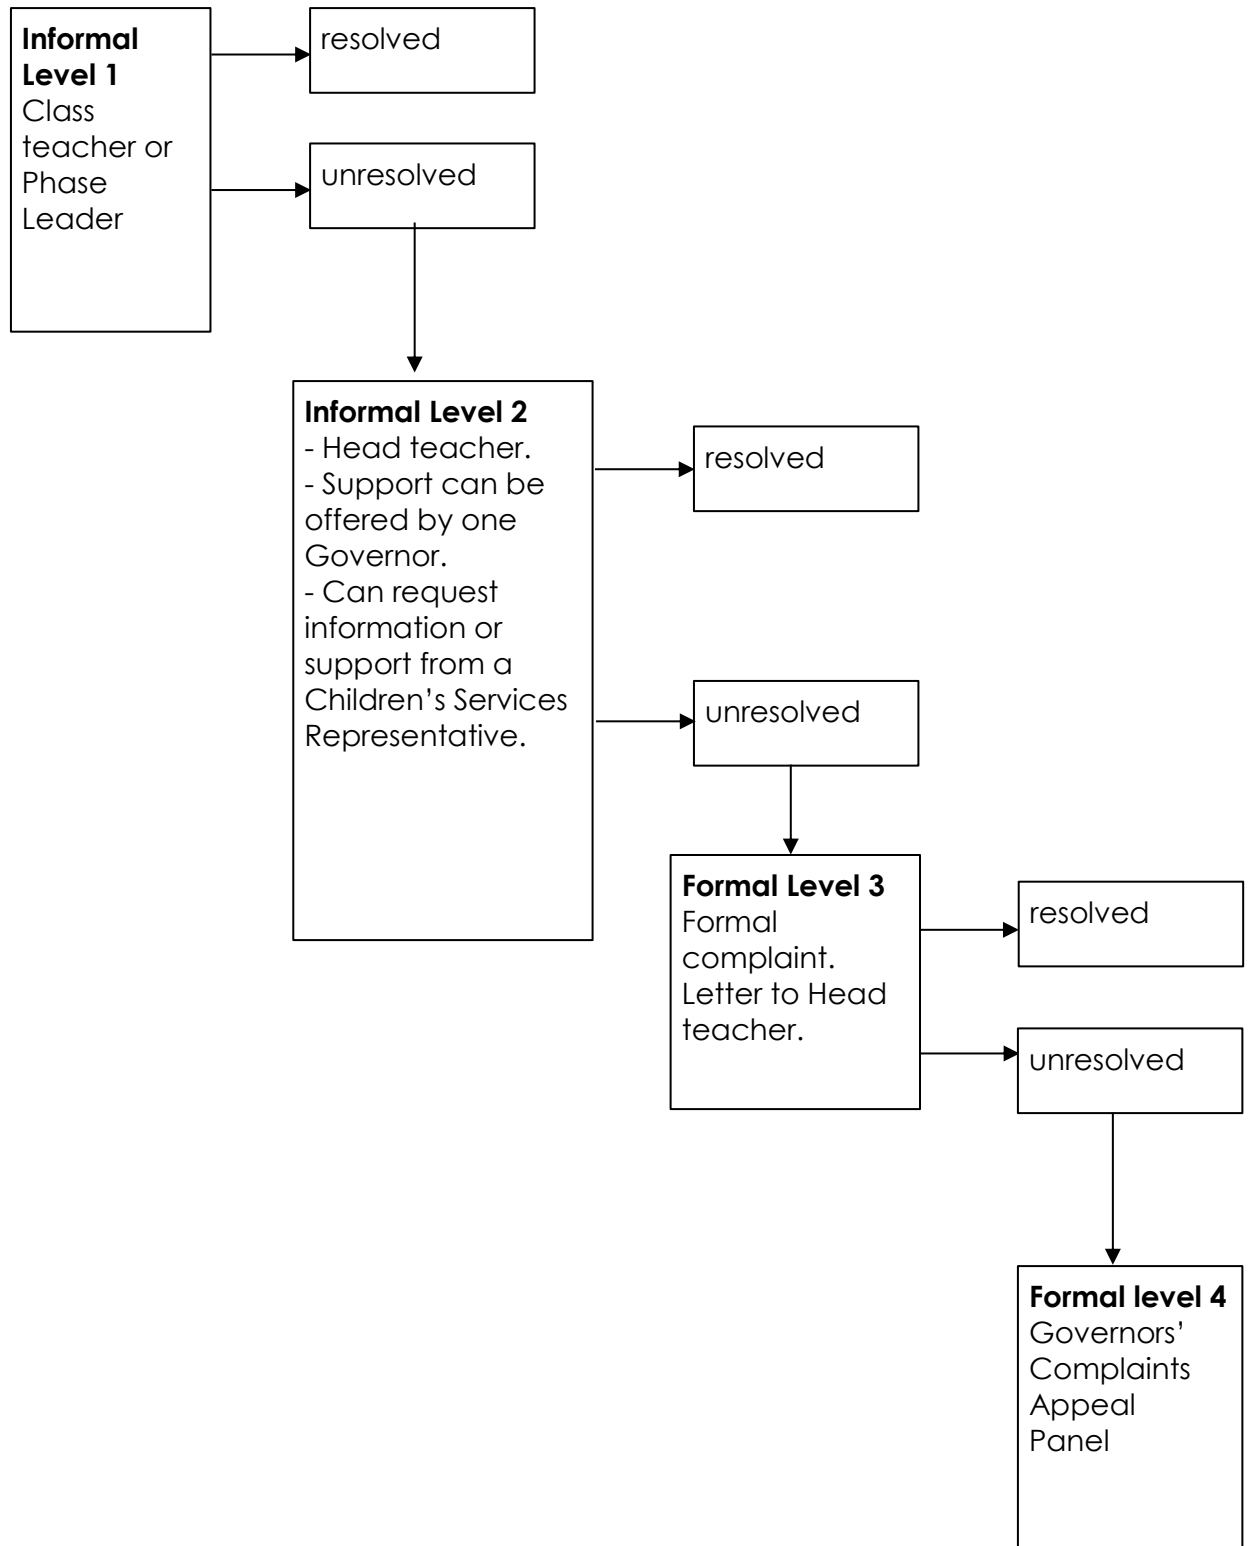 Informal
Level 1
Class
teacher or
Phase
Leader
resolved
unresolved
Informal Level 2
- Head teacher.
- Support can be
offered by one
Governor.
- Can request
information or
support from a
Children’s Services
Representative.
resolved
unresolved
Formal Level 3
Formal
complaint.
Letter to Head
teacher.
resolved
unresolved
Formal level 4
Governors’
Complaints
Appeal
Panel